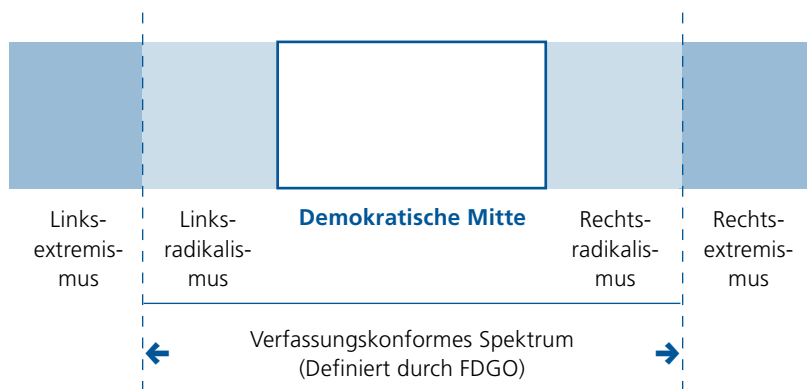 Links-
extremis-
mus
Links-
radikalis-
mus
Demokratische Mitte
Rechts-
radikalis-
mus
Rechts-
extremis-
mus
Verfassungskonformes Spektrum
(Definiert durch FDGO)